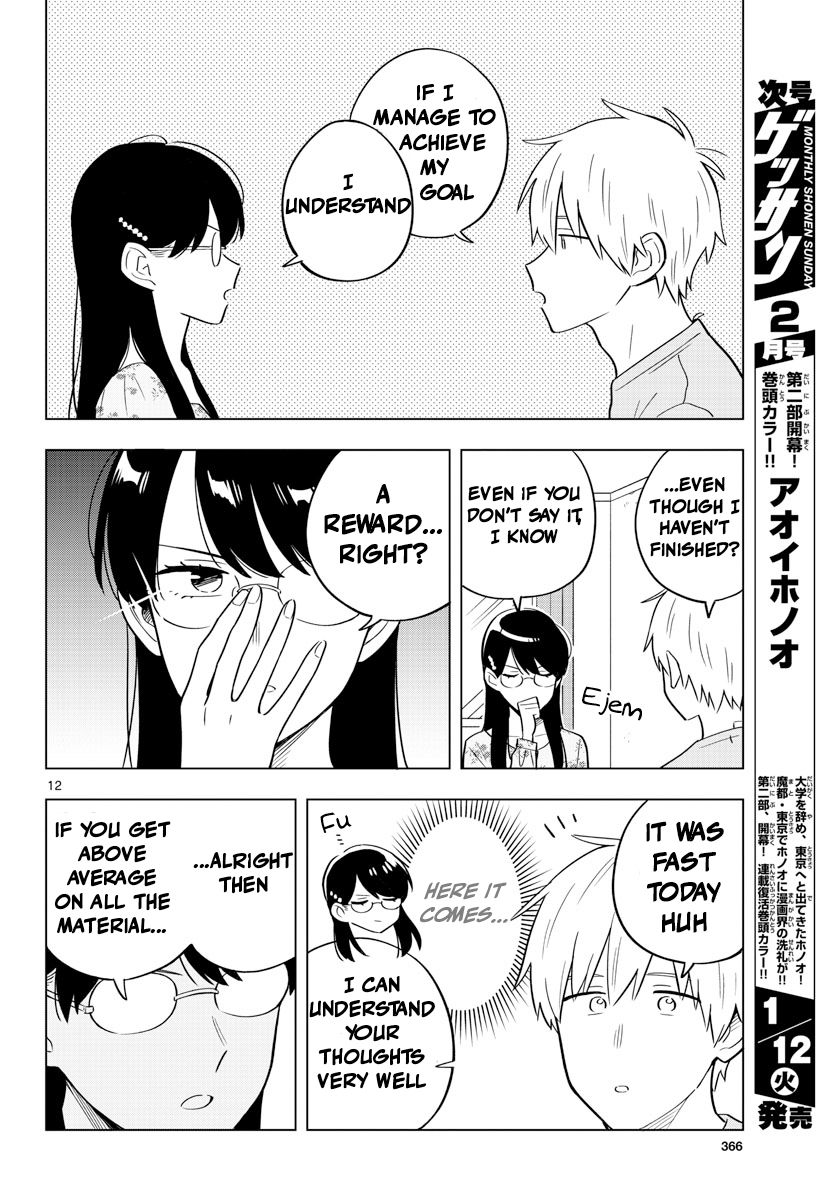 IF I
MANAGE TO
ACHIEVE
MY
GOAL
I
UNDERSTAND
...EVEN
THOUGH I
HAVEN'T
FINISHED?
EVEN IF YOU
DON'T SAY IT,
I KNOW
Ejem
A
REWARD...
RIGHT?
12
IT WAS
FAST
TODAY
HUH
HERE IT
COMES...
Fu
I CAN
UNDERSTAND
YOUR
THOUGHTS
VERY WELL
...ALRIGHT
THEN
IF YOU GET
ABOVE
AVERAGE
ON ALL THE
MATERIAL...
366
次号
ゲッサン
MONTHLY SHONEN SUNDAY
2
月号
第二部開幕!
巻頭カラー!!
アオイホノオ
大学を辞め、東京へと出てきたホノオ!
魔都・東京でホノオに漫画界の洗礼が!!
第二部、開幕! 連載復活巻頭カラー!!
1/12火
発売